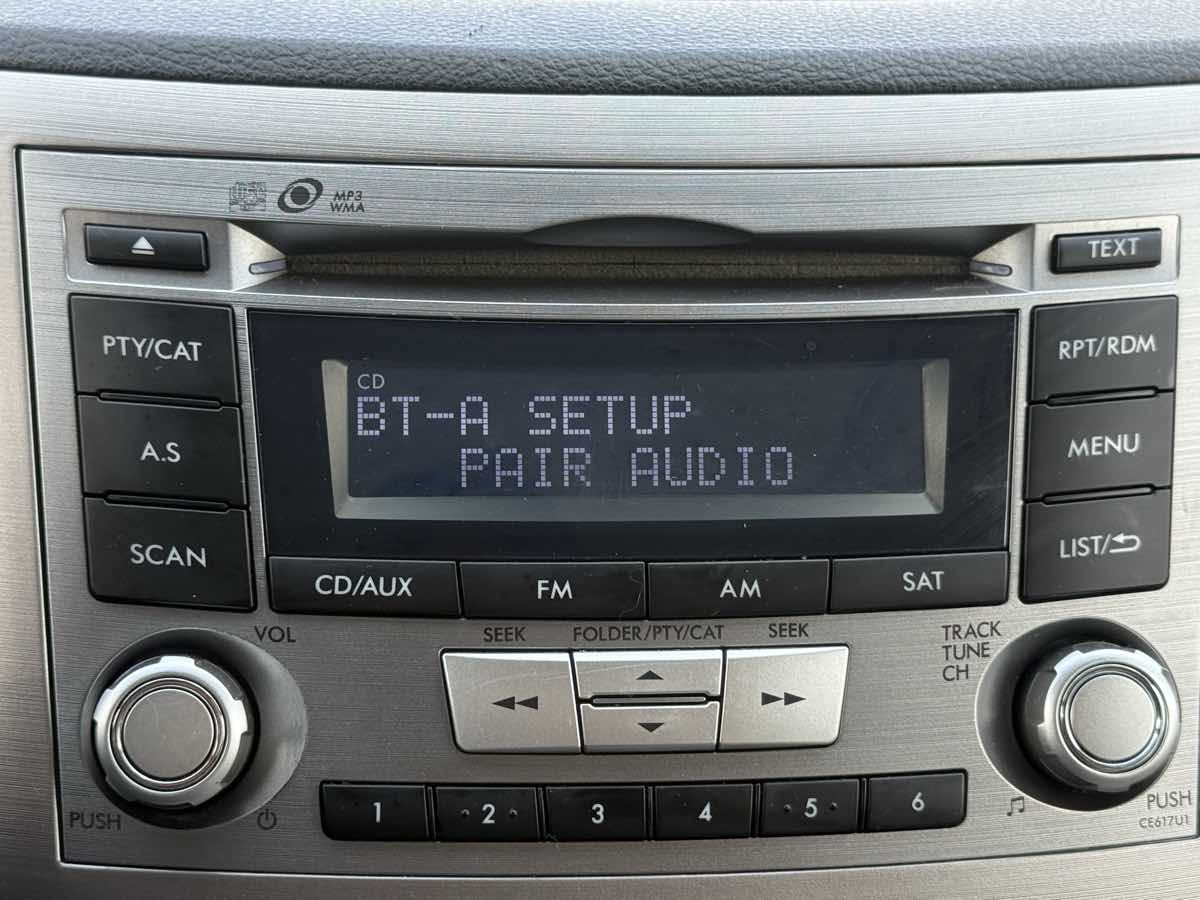 MP3
WMA
TEXT
PTY/CAT
A.S
SCAN
CD
BT-A SETUP
PAIR AUDIO
RPT/RDM
MENU
LIST/
CD/AUX
FM
AM
SAT
VOL
SEEK
FOLDER/PTY/CAT
SEEK
TRACK
TUNE
CH
PUSH
1
2
3
4
5
6
PUSH
CE617U1